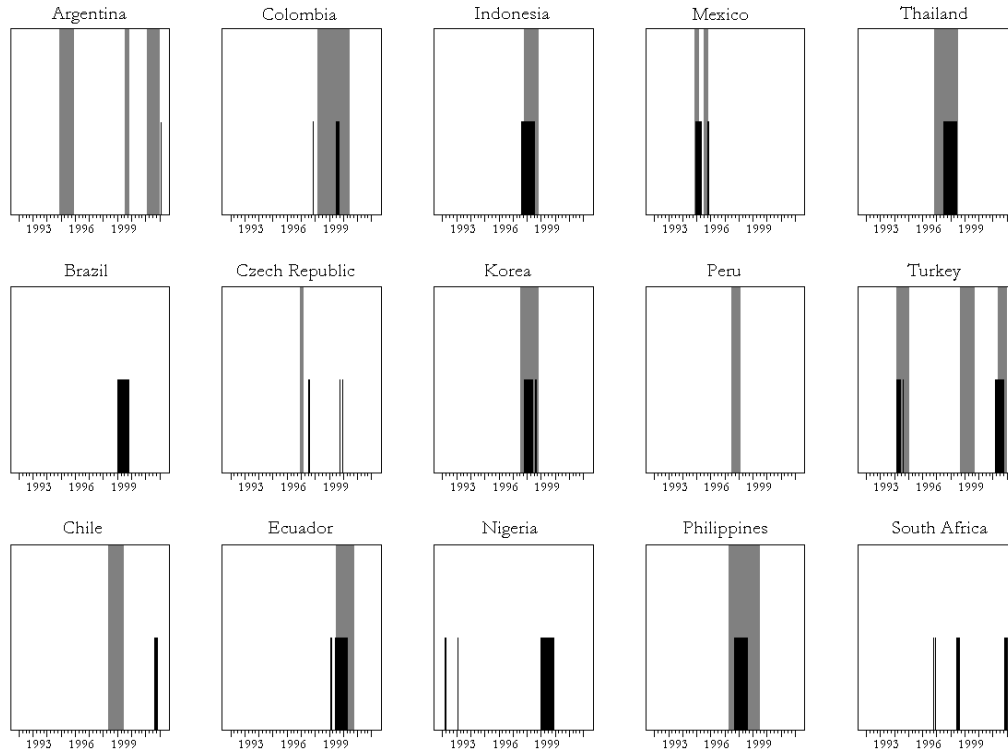 Argentina Colombia Indonesia Mexico Thailand
1993 1996 1999 1993 1996 1999 1993 1996 1999 1993 1996 1999 1993 1996 1999
Brazil Czech Republic Korea Peru Turkey
1993 1996 1999 1993 1996 1999 1993 1996 1999 1993 1996 1999 1993 1996 1999
Chile Ecuador Nigeria Philippines South Africa
1993 1996 1999 1993 1996 1999 1993 1996 1999 1993 1996 1999 1993 1996 1999